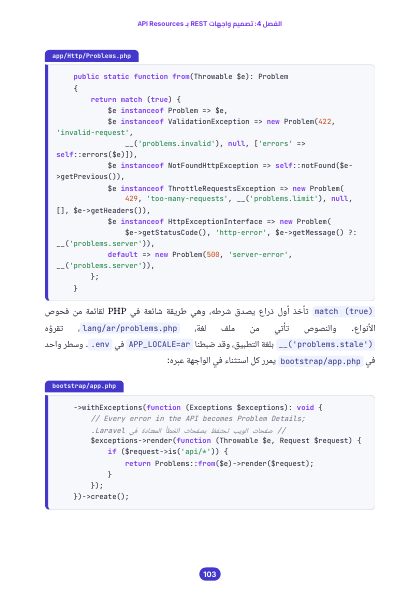 الفصل 4: تصميم واجهات REST بـ API Resources
app/Http/Problems.php
public static function from(Throwable $e): Problem
{
return match (true) {
$e instanceof Problem => $e,
$e instanceof ValidationException => new Problem(422,
'invalid-request',
__('problems.invalid'), null, ['errors' =>
self::errors($e)]),
$e instanceof NotFoundHttpException => self::notFound($e-
>getPrevious()),
$e instanceof ThrottleRequestsException => new Problem(
429, 'too-many-requests', __('problems.limit'), null,
[], $e->getHeaders()),
$e instanceof HttpExceptionInterface => new Problem(
$e->getStatusCode(), 'http-error', $e->getMessage() ?:
__('problems.server')),
default => new Problem(500, 'server-error',
__('problems.server')),
};
}
match (true) تأخذ أول ذراع يصدق شرطه، وهي طريقة شائعة في PHP لقائمة من فحوص
الأنواع. والنصوص تأتي من ملف لغة، lang/ar/problems.php، تقرؤه
__('problems.stale') بلغة التطبيق، وقد ضبطنا APP_LOCALE=ar في .env. وسطر واحد
في bootstrap/app.php يمرر كل استثناء في الواجهة عبره:
bootstrap/app.php
->withExceptions(function (Exceptions $exceptions): void {
// Every error in the API becomes Problem Details;
// صفحات الويب تحتفظ بصفحات الخطأ المعتادة في Laravel.
$exceptions->render(function (Throwable $e, Request $request) {
if ($request->is('api/*')) {
return Problems::from($e)->render($request);
}
});
})->create();
103